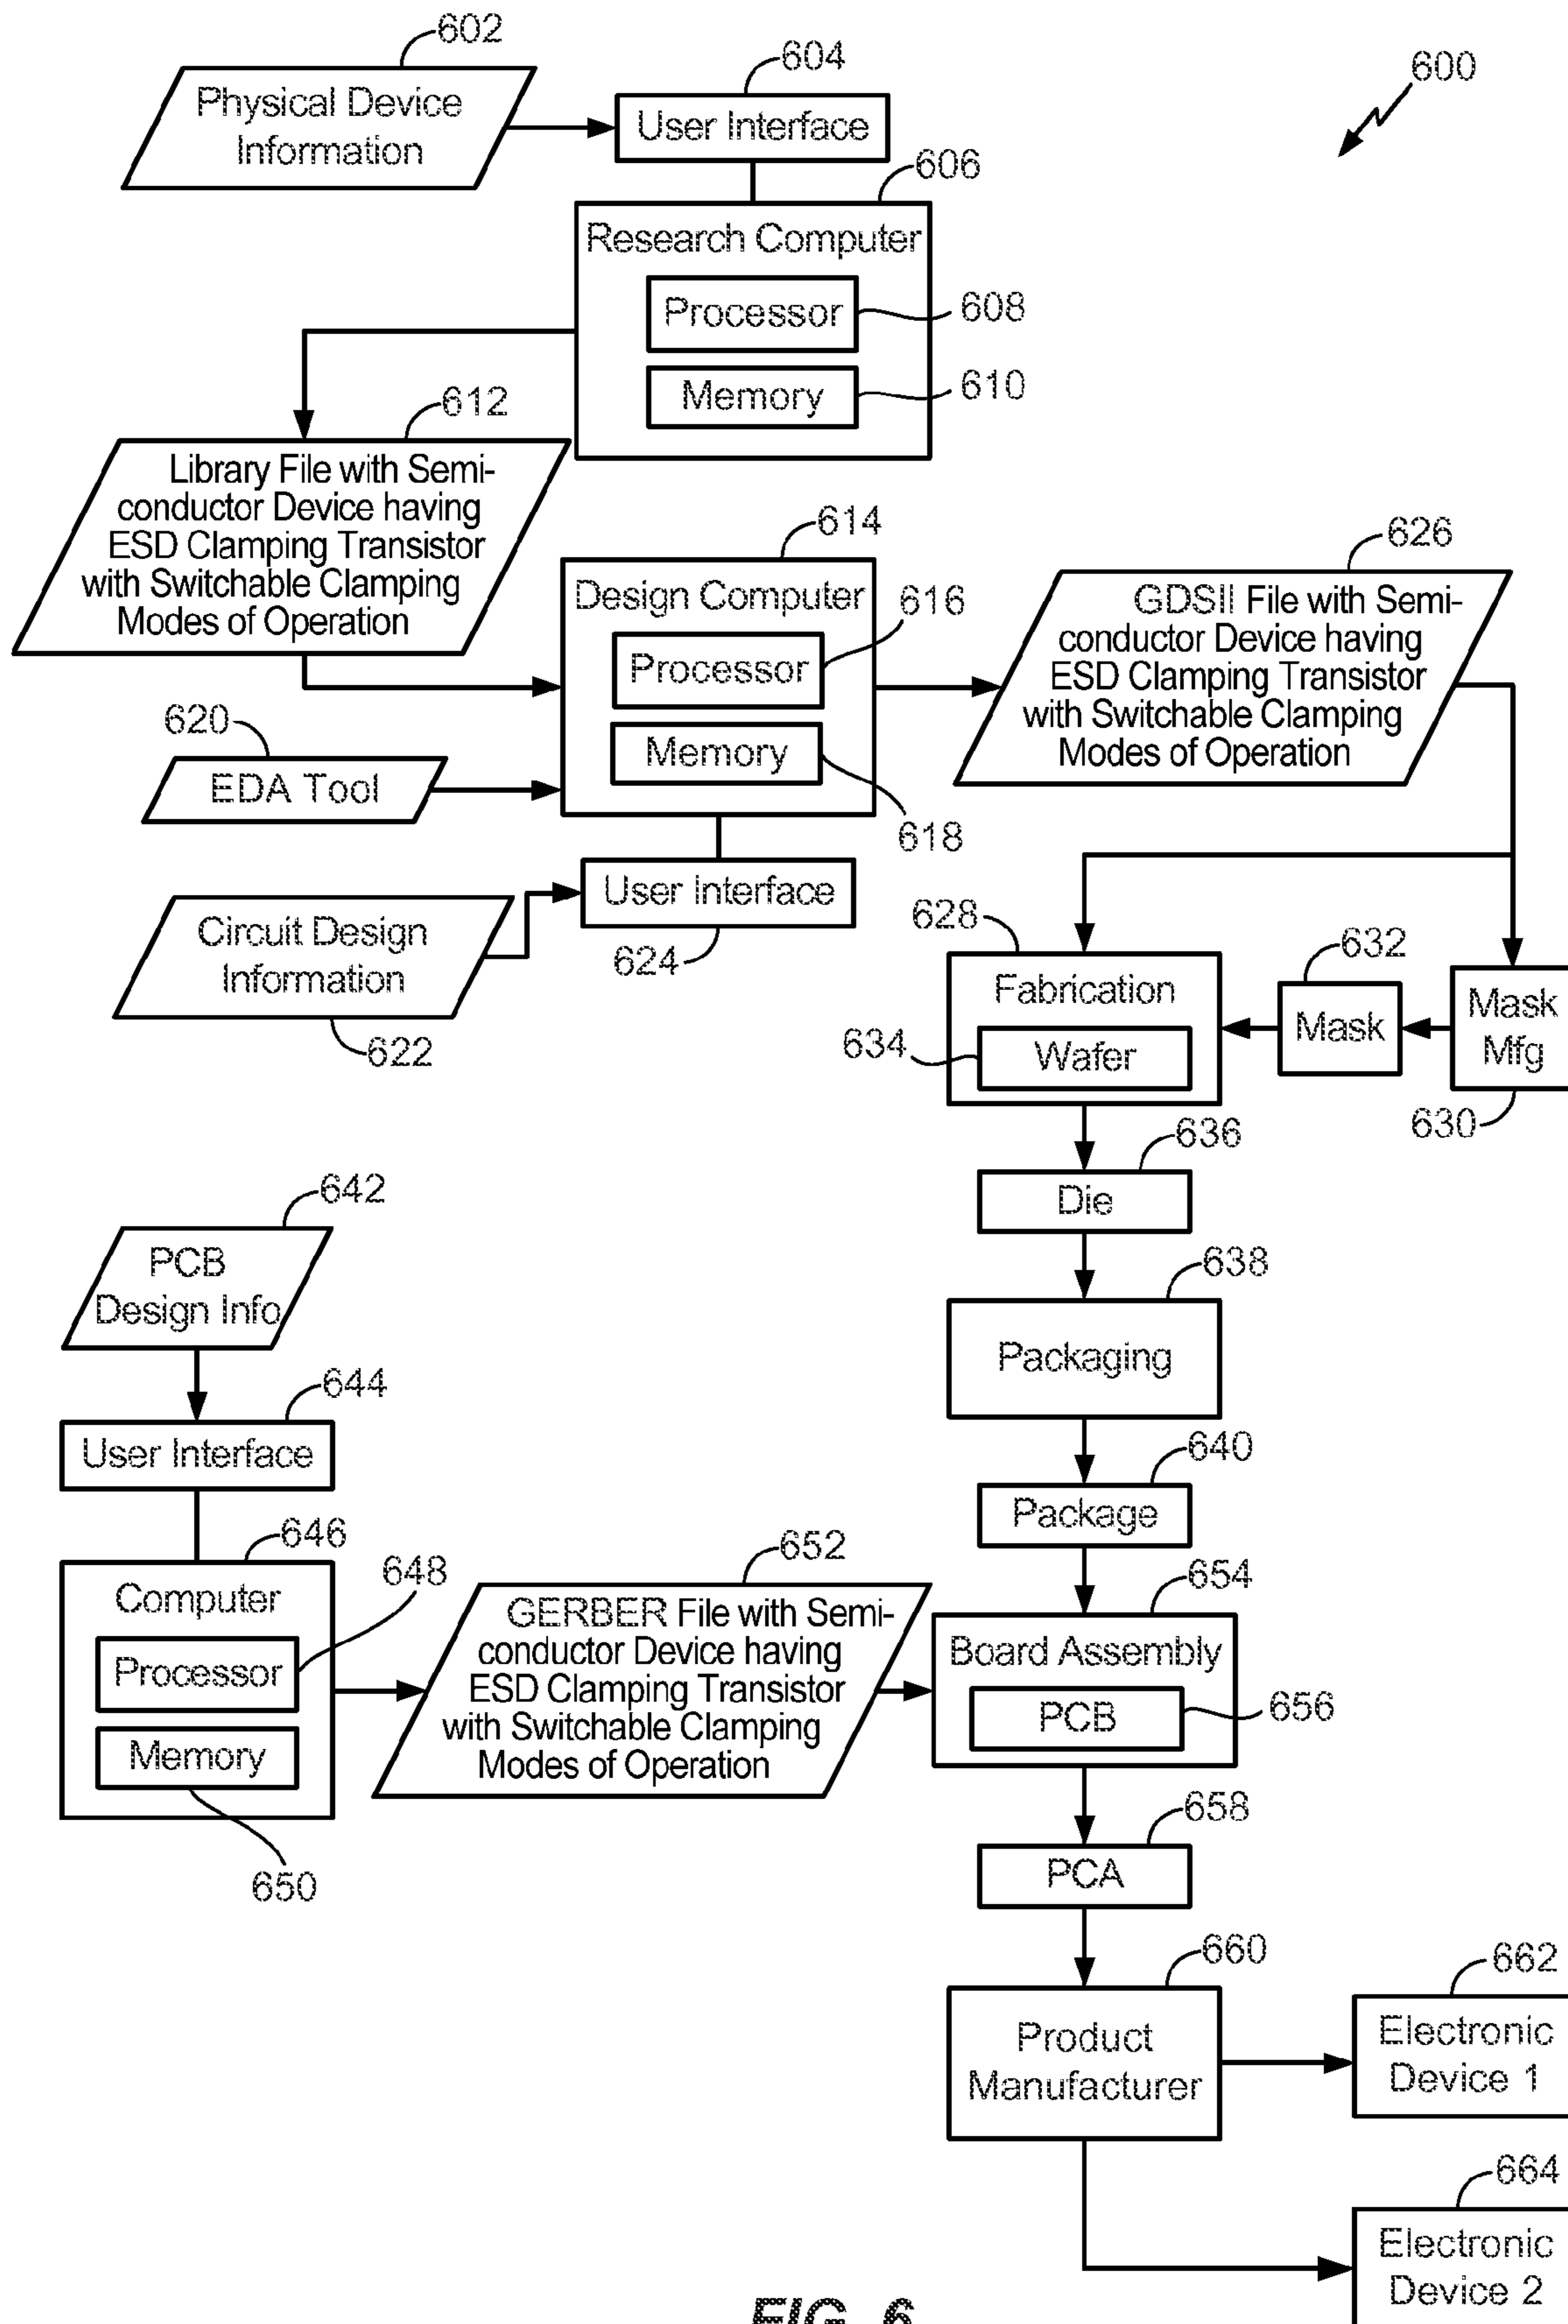 602
Physical Device
Information
604
User Interface
600
606
Research Computer
Processor
608
Memory
610
612
Library File with Semi-
conductor Device having
ESD Clamping Transistor
with Switchable Clamping
Modes of Operation
614
Design Computer
616
Processor
Memory
618
620
EDA Tool
626
GDSII File with Semi-
conductor Device having
ESD Clamping Transistor
with Switchable Clamping
Modes of Operation
User Interface
624
Circuit Design
Information
622
628
Fabrication
634
Wafer
632
Mask
Mask
Mfg
630
636
Die
638
Packaging
640
Package
642
PCB
Design Info
644
User Interface
646
Computer
648
Processor
Memory
650
652
GERBER File with Semi-
conductor Device having
ESD Clamping Transistor
with Switchable Clamping
Modes of Operation
654
Board Assembly
PCB
656
658
PCA
660
Product
Manufacturer
662
Electronic
Device 1
664
Electronic
Device 2
FIG. 6